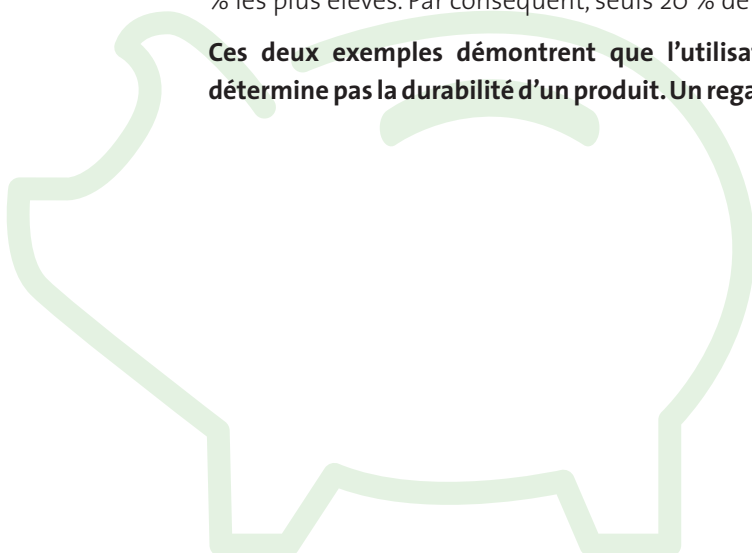 % les plus élevés. Par conséquent, seuls 20 % de
Ces deux exemples démontrent que l’utilisat
détermine pas la durabilité d’un produit. Un rega